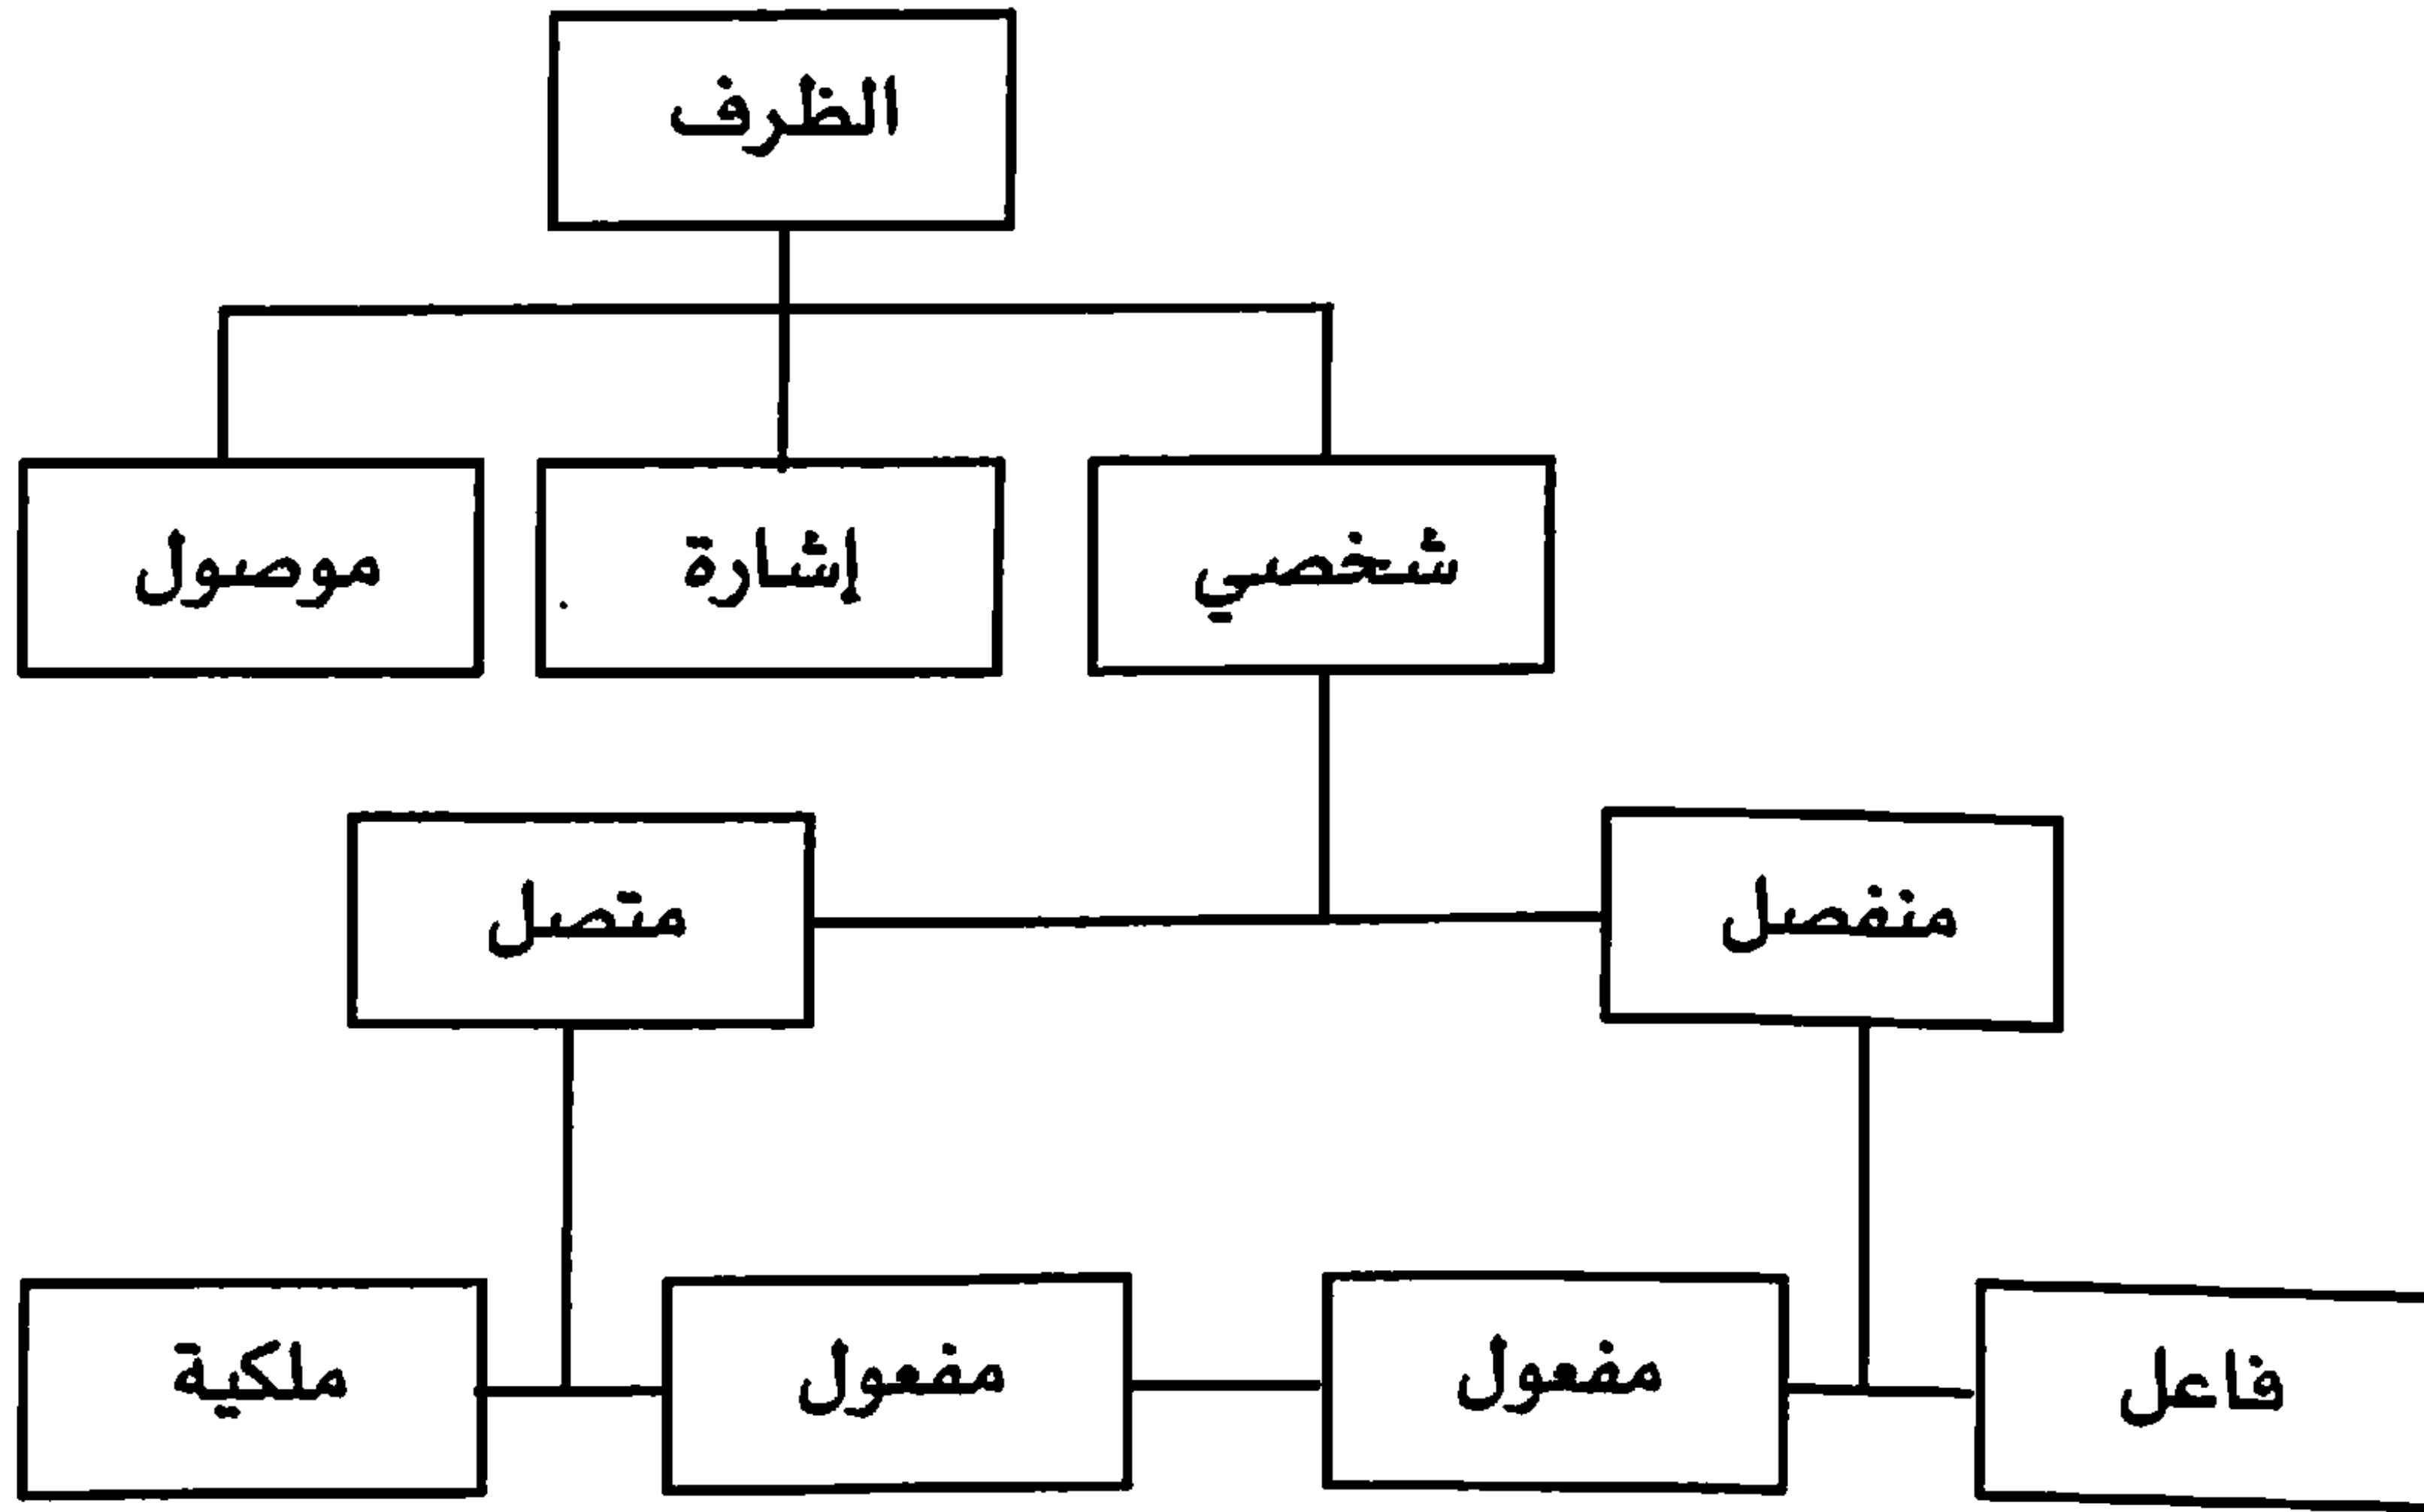 الظرف
شخصي
إشارة
موصول
منفصل
متصل
فاعل
مفعول
مفعول
ملكية